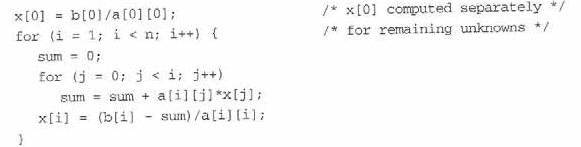 x[0] = b[0]/a[0][0]; /* x[0] computed separately */
for (i = 1; i < n; i++) { /* for remaining unknowns */
sum = 0;
for (j = 0; j < i; j++)
sum = sum + a[i][j]*x[j];
x[i] = (b[i] - sum)/a[i][i];
}